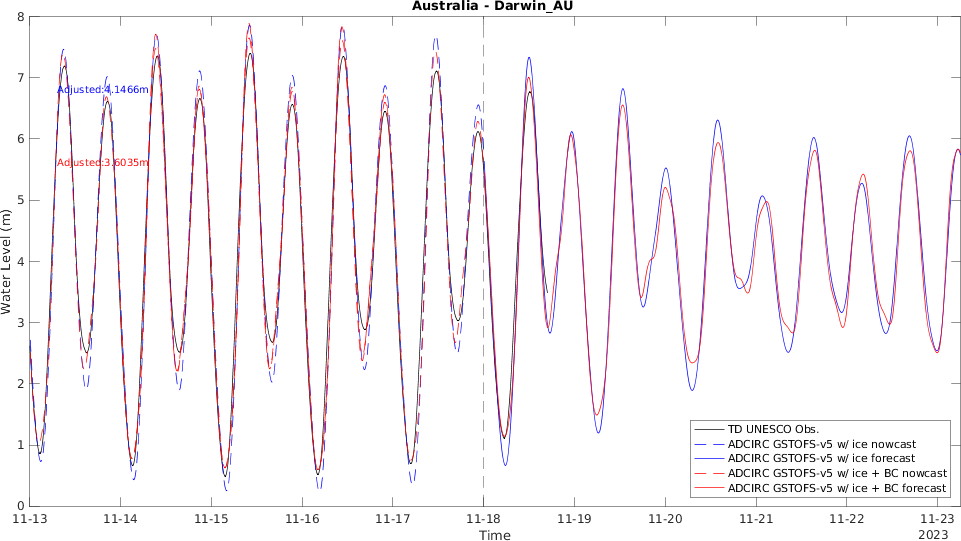 Australia - Darwin_AU
8
7
6
5
4
3
2
1
0
Water Level (m)
Adjusted:4.1466m
Adjusted:3.6035m
TD UNESCO Obs.
ADCIRC GSTOFS-v5 w/ ice nowcast
ADCIRC GSTOFS-v5 w/ ice forecast
ADCIRC GSTOFS-v5 w/ ice + BC nowcast
ADCIRC GSTOFS-v5 w/ ice + BC forecast
11-13 11-14 11-15 11-16 11-17 11-18 11-19 11-20 11-21 11-22 11-23
Time
2023